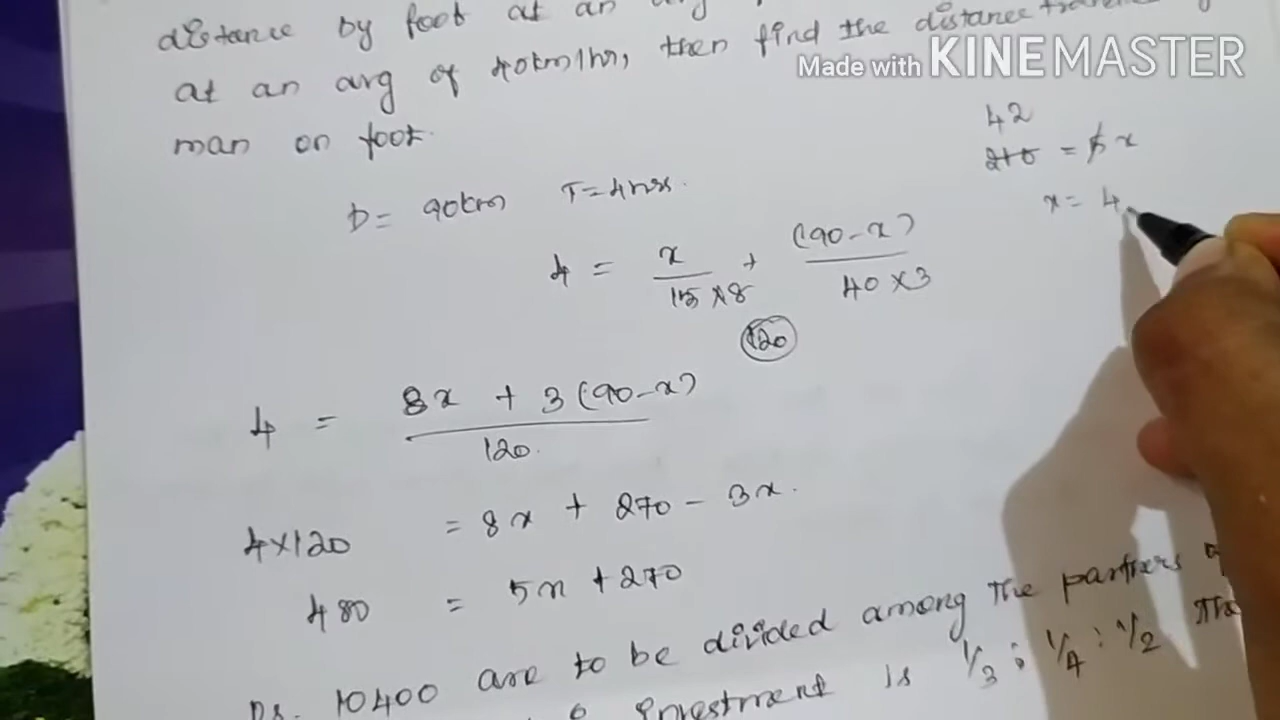 distance by foot at an avg
at an avg of 40km/hr, then find the distance
Made with KINEMASTER
man on foot.
42
210 = 5x
x = 4
D = 90km T=4hrs.
4 = x/15×8 + (90-x)/40×3
120
4 = 8x + 3(90-x)/120.
4×120 = 8x + 270 - 3x.
480 = 5x + 270
Rs. 10400 are to be divided among the partners
Investment is 1/3 : 1/4 : 1/2